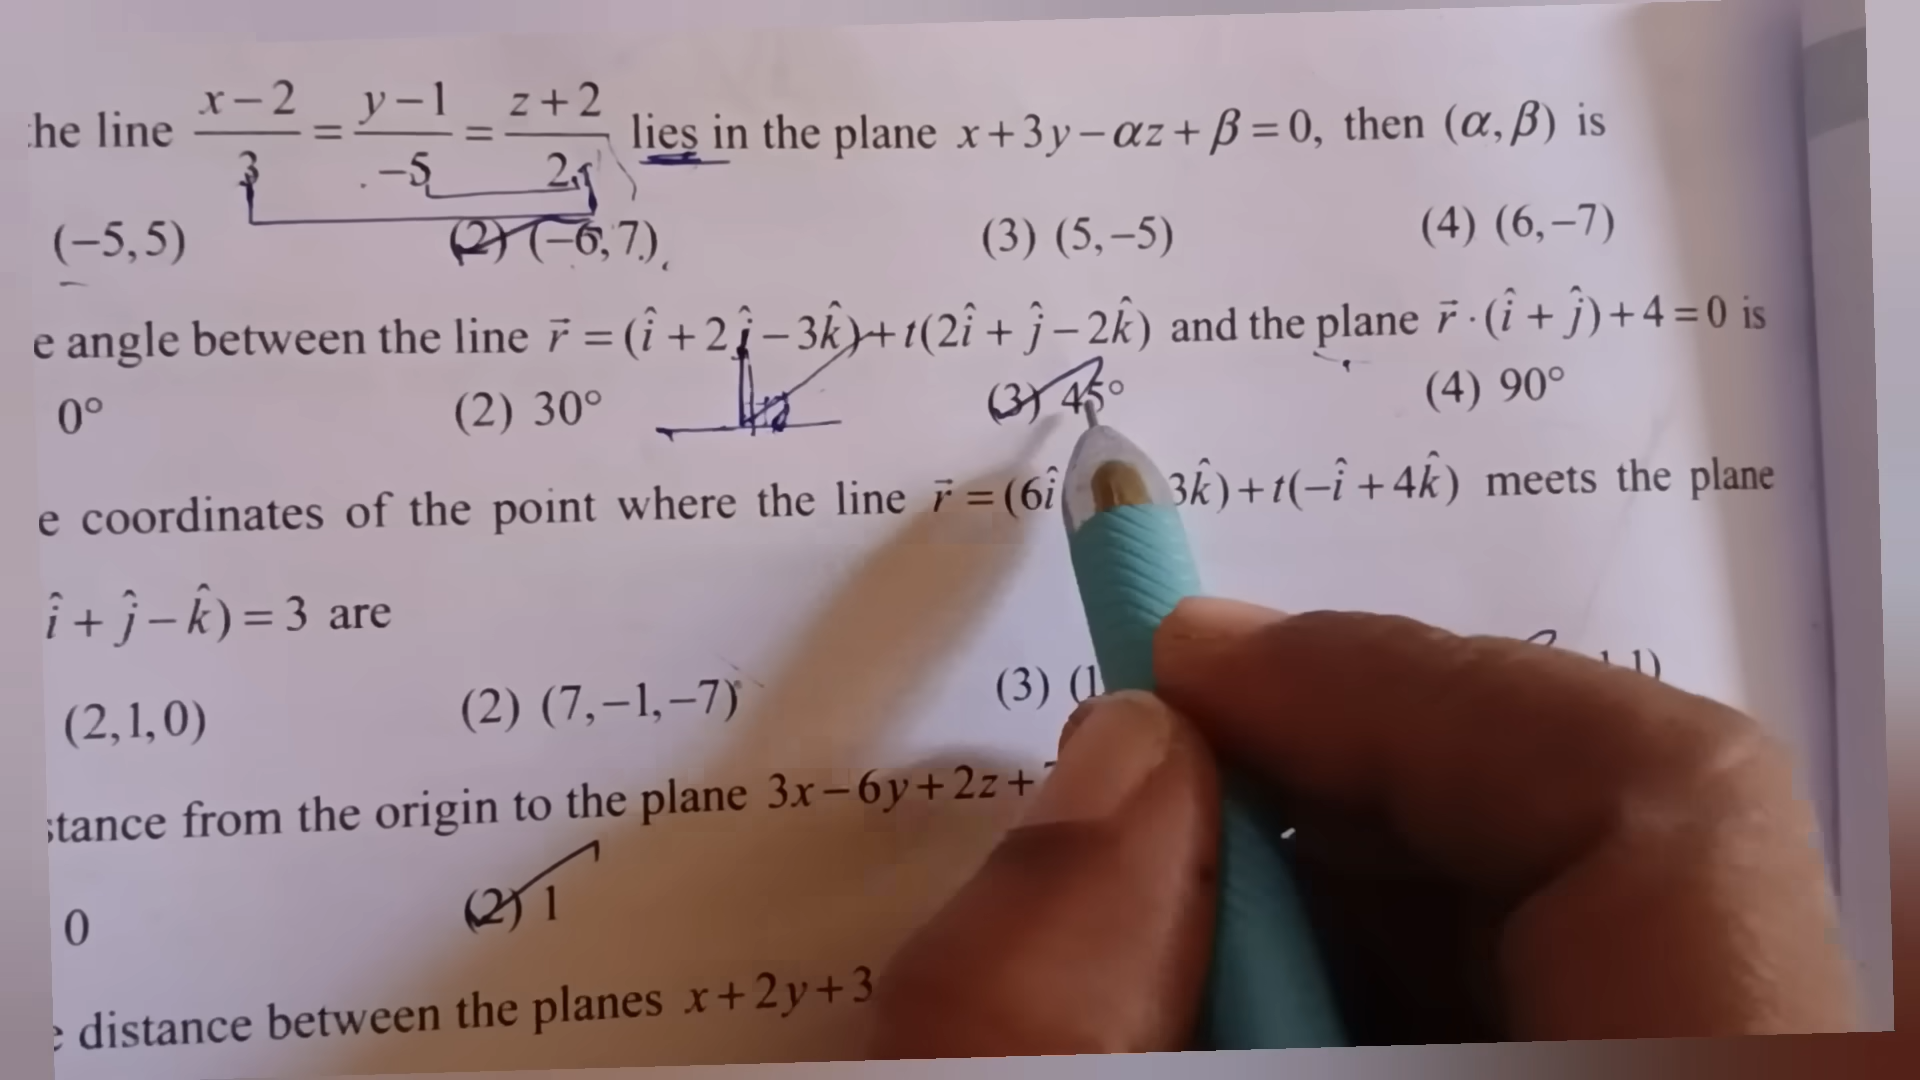 he line x−2/3 = y−1/−5 = z+2/2 lies in the plane x+3y−αz+β=0, then (α,β) is
(−5,5) (2) (−6,7) (3) (5,−5) (4) (6,−7)
e angle between the line r⃗ = (î + 2ĵ − 3k̂) + t(2î + ĵ − 2k̂) and the plane r⃗ · (î + ĵ) + 4 = 0 is
0° (2) 30° (3) 45° (4) 90°
e coordinates of the point where the line r⃗ = (6î 3k̂) + t(−î + 4k̂) meets the plane
î + ĵ − k̂) = 3 are
(2,1,0) (2) (7,−1,−7) (3) (1
stance from the origin to the plane 3x−6y+2z+
0 (2) 1
distance between the planes x+2y+3